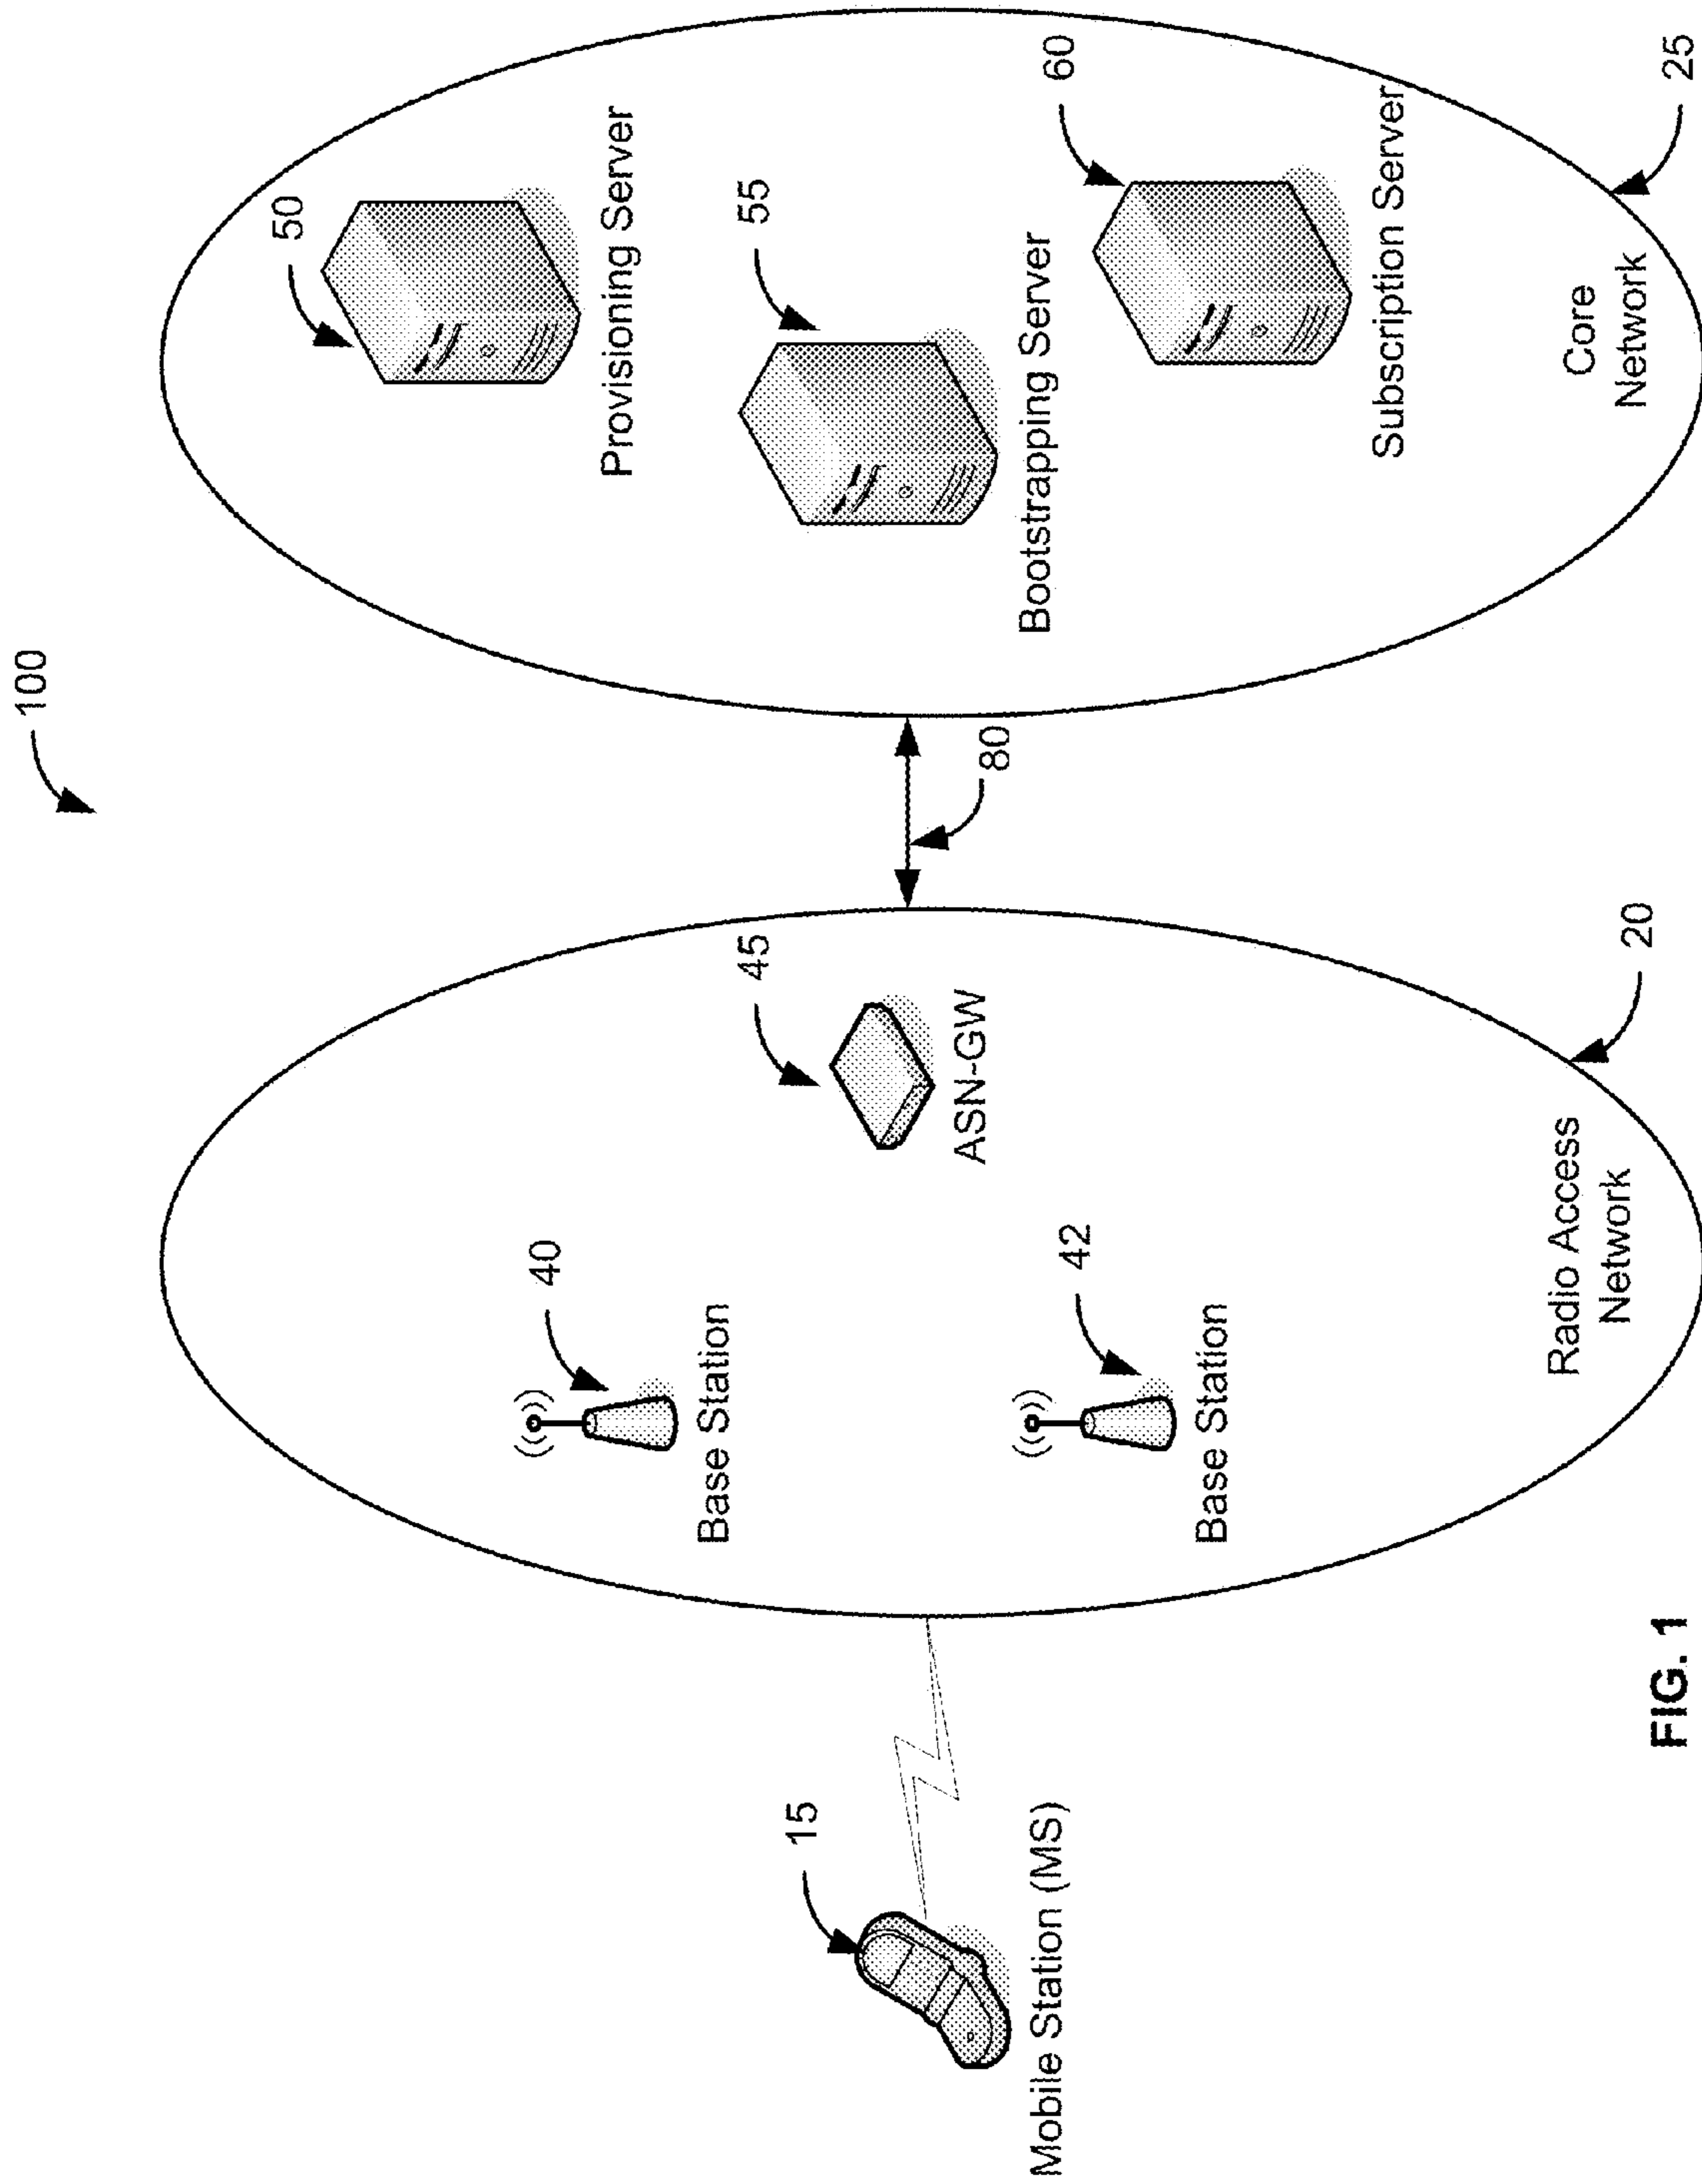 100
15
Mobile Station (MS)
40
Base Station
42
Base Station
45
ASN-GW
Radio Access
Network
20
80
50
Provisioning Server
55
Bootstrapping Server
60
Subscription Server
Core
Network
25
FIG. 1